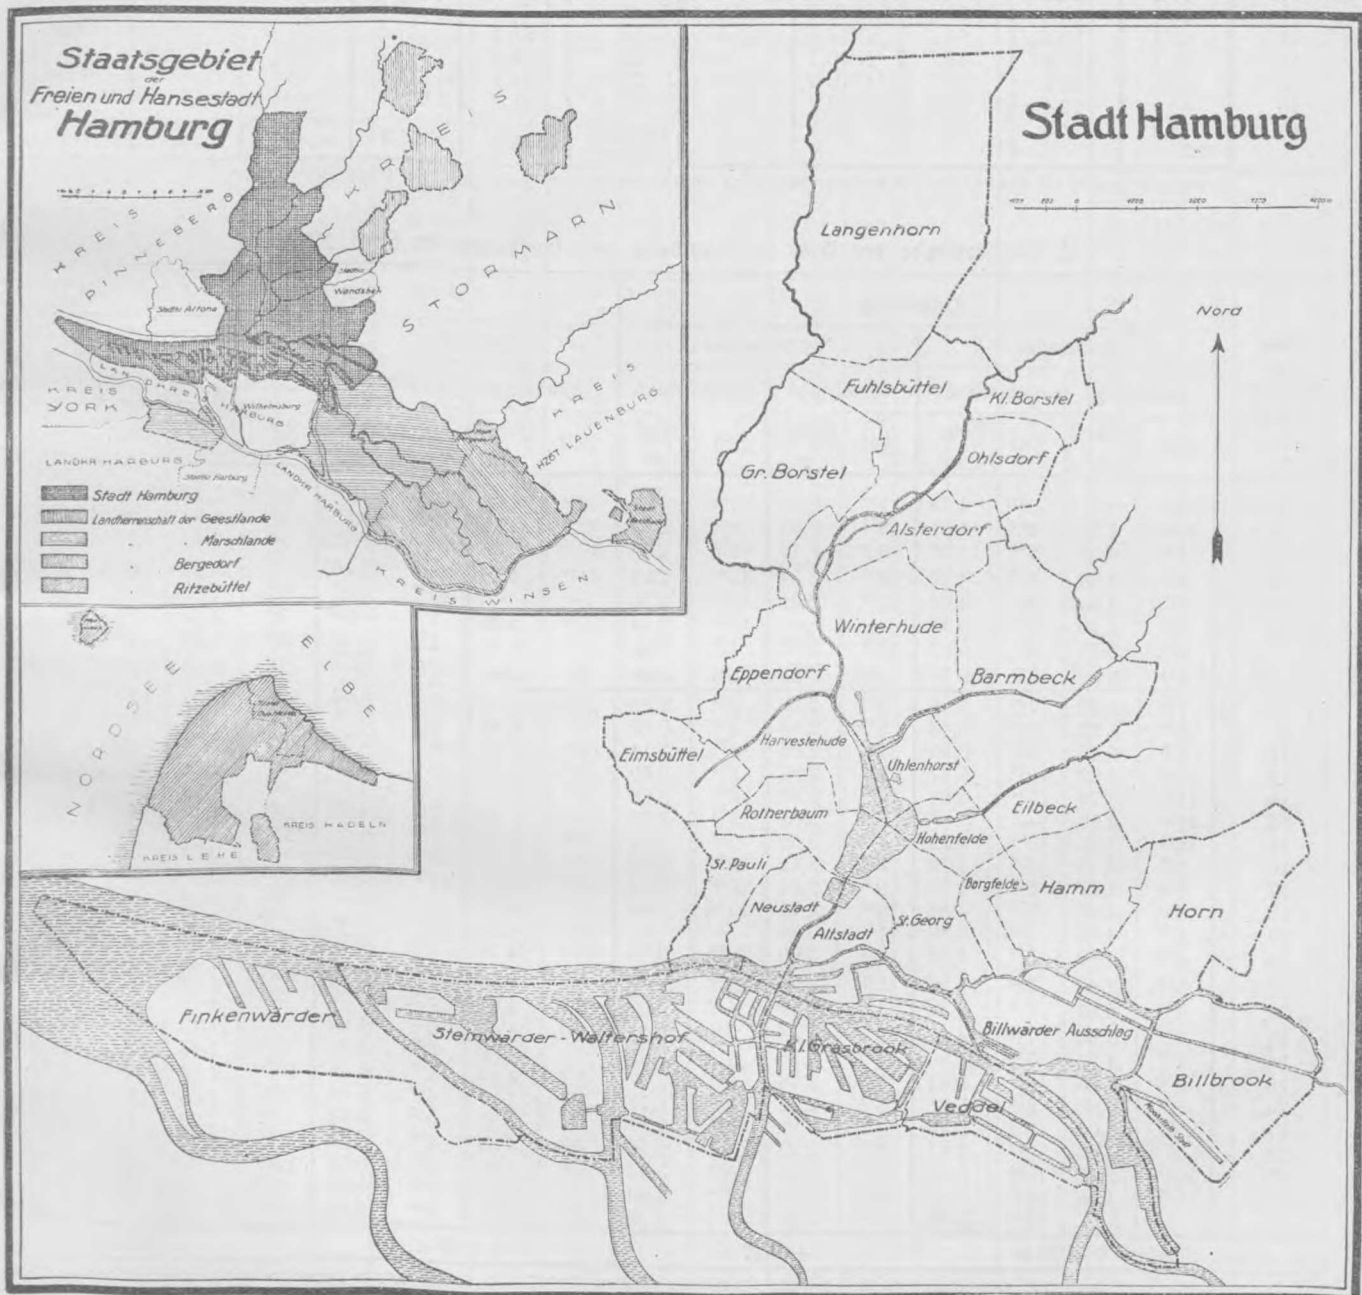 Staatsgebiet
der
Freien und Hansestadt
Hamburg
KREIS
PINNEBERG
KREIS
STORMARN
Stadtkr. Altona
Stadtkr.
Wandsbek
LANDKREIS
HARBURG
KREIS
YORK
Wilhelmsburg
LANDKR HARBURG
Stadtkr. Harburg
LANDKR HARBURG
KREIS
HZGT LAUENBURG
KREIS WINSEN
Stadt Hamburg
Landherrenschaft der Geestlande
" Marschlande
" Bergedorf
" Ritzebüttel
NORDSEE
ELBE
KREIS HADELN
KREIS LEHE
Stadt Hamburg
Nord
Langenhorn
Fuhlsbüttel
Kl. Borstel
Gr. Borstel
Ohlsdorf
Alsterdorf
Winterhude
Eppendorf
Barmbeck
Eimsbüttel
Harvestehude
Uhlenhorst
Rotherbaum
Eilbeck
Hohenfelde
St. Pauli
Borgfelde
Hamm
Horn
Neustadt
Altstadt
St. Georg
Finkenwärder
Steinwärder - Waltershof
Kl. Grasbrook
Billwärder Ausschlag
Veddel
Billbrook